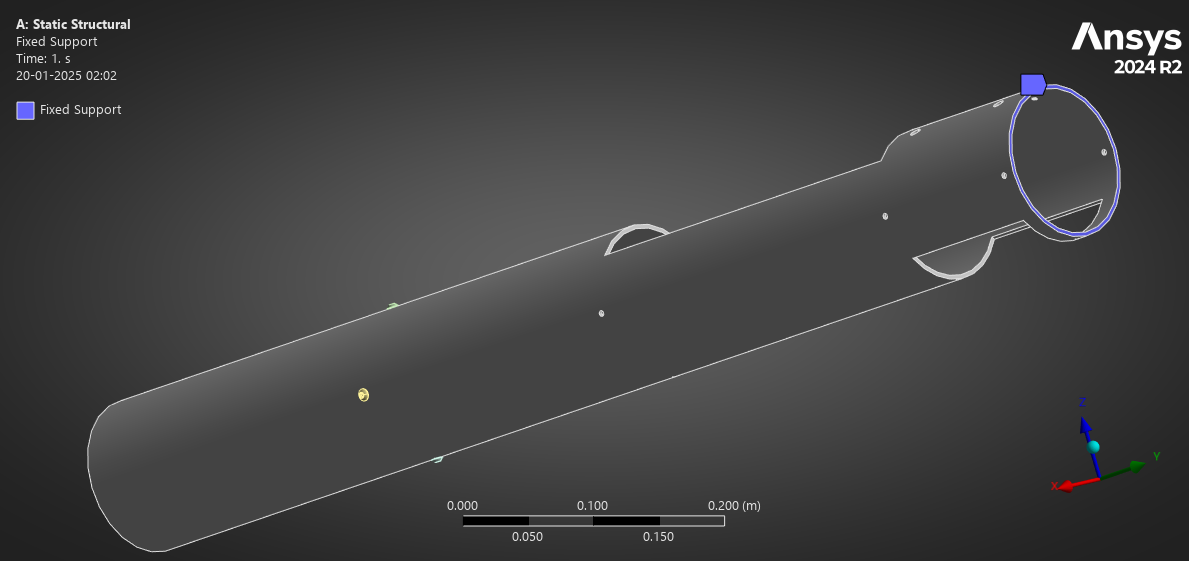 A: Static Structural
Fixed Support
Time: 1. s
20-01-2025 02:02
Fixed Support
Ansys
2024 R2
Z
Y
X
0.000 0.100 0.200 (m)
0.050 0.150